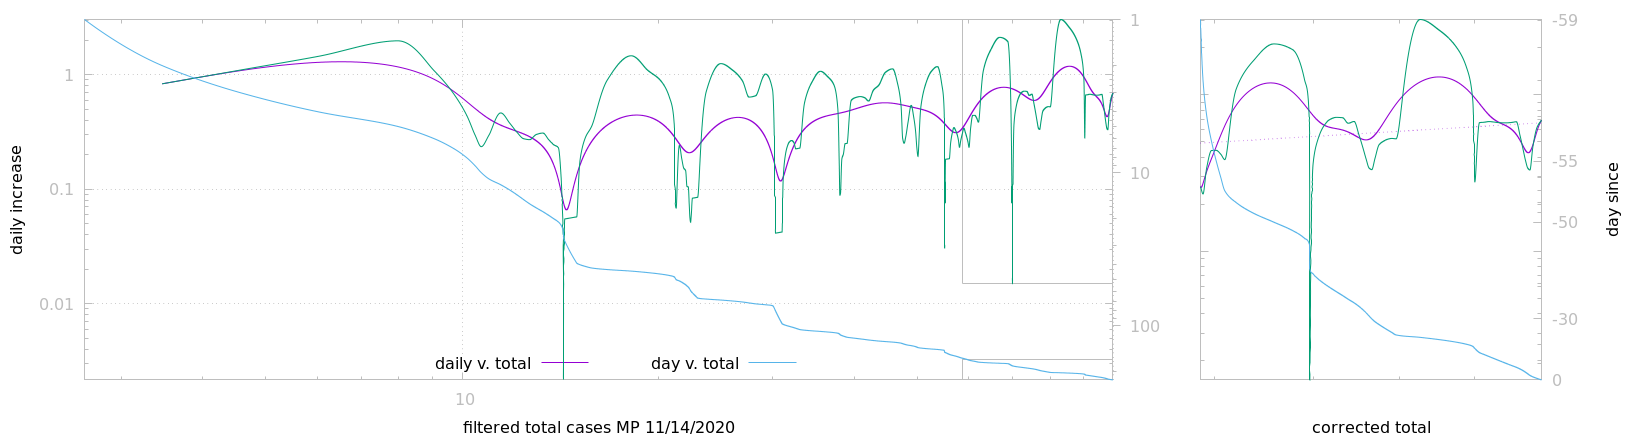 daily increase
1
0.1
0.01
10
1
10
100
daily v. total
day v. total
filtered total cases MP 11/14/2020
-59
-55
-50
-30
0
day since
corrected total